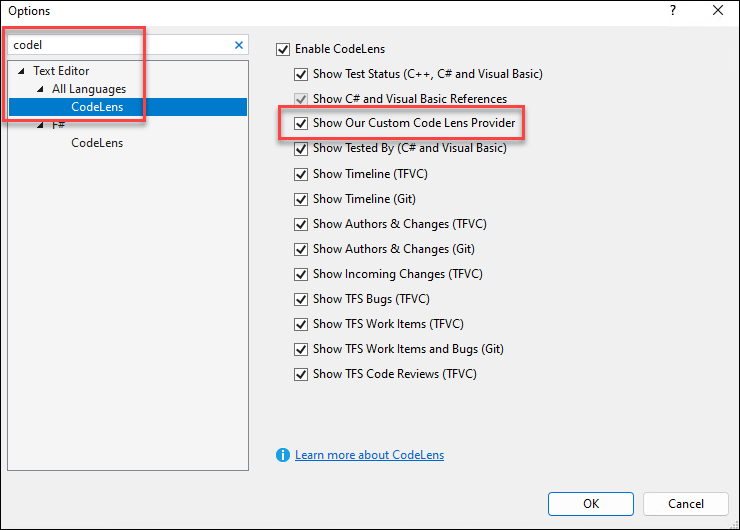 Options
?
codel
Text Editor
All Languages
CodeLens
F#
CodeLens
Enable CodeLens
Show Test Status (C++, C# and Visual Basic)
Show C# and Visual Basic References
Show Our Custom Code Lens Provider
Show Tested By (C# and Visual Basic)
Show Timeline (TFVC)
Show Timeline (Git)
Show Authors & Changes (TFVC)
Show Authors & Changes (Git)
Show Incoming Changes (TFVC)
Show TFS Bugs (TFVC)
Show TFS Work Items (TFVC)
Show TFS Work Items and Bugs (Git)
Show TFS Code Reviews (TFVC)
Learn more about CodeLens
OK
Cancel